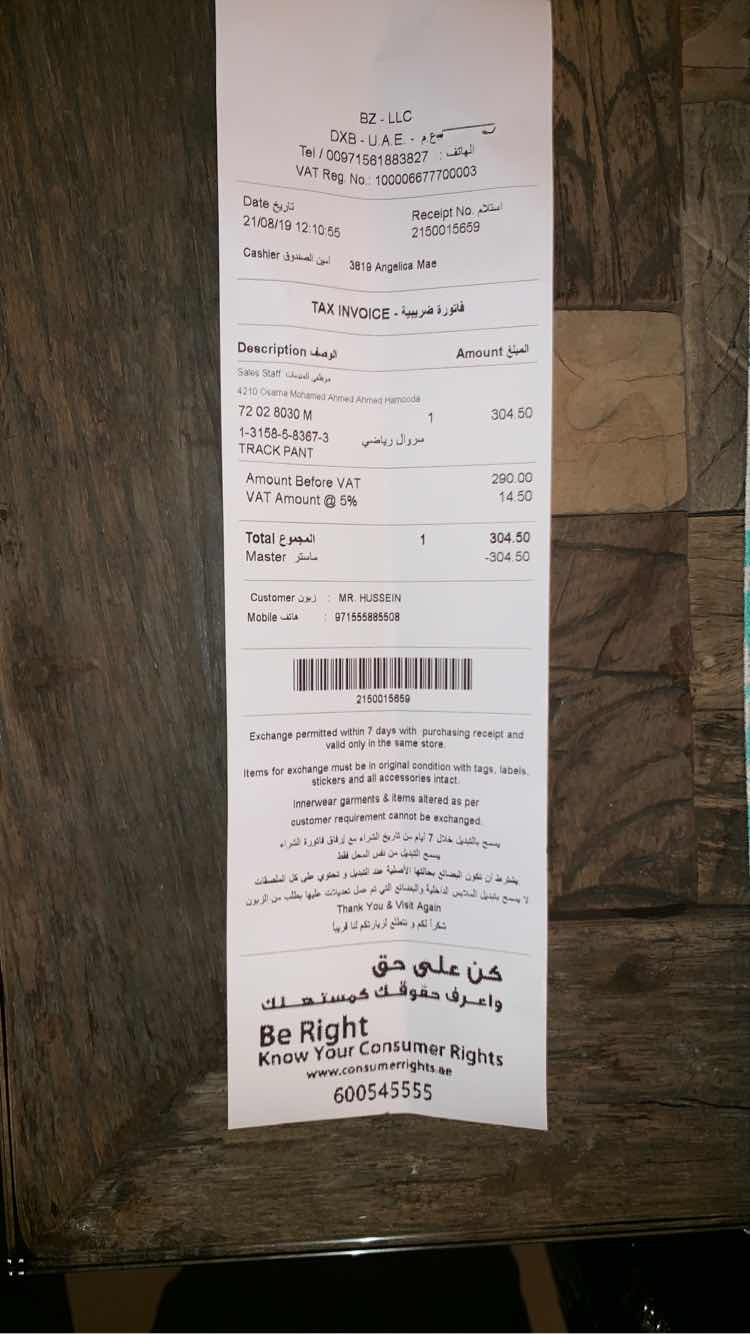 BZ - LLC
DXB - U.A.E. -
Tel / 00971561883827 : الهاتف
VAT Reg. No.: 100006677700003
Date تاريخ
Receipt No. استلام
21/08/19 12:10:55
2150015659
Cashier امين الصندوق 3819 Angelica Mae
TAX INVOICE - فاتورة ضريبية
Description الوصف Amount المبلغ
Sales Staff موظفي المبيعات
4210 Osama Mohamed Ahmed Ahmed Hamooda
72 02 8030 M 1 304.50
1-3158-5-8367-3 سروال رياضي
TRACK PANT
Amount Before VAT 290.00
VAT Amount @ 5% 14.50
Total المجموع 1 304.50
Master ماستر -304.50
Customer زبون : MR. HUSSEIN
Mobile هاتف : 971555885508
2150015659
Exchange permitted within 7 days with purchasing receipt and
valid only in the same store.
Items for exchange must be in original condition with tags, labels,
stickers and all accessories intact.
Innerwear garments & items altered as per
customer requirement cannot be exchanged.
يسمح بالتبديل خلال 7 أيام من تاريخ الشراء مع إرفاق فاتورة الشراء
يسمح التبديل من نفس المحل فقط
يشترط أن تكون البضائع بحالتها الأصلية عند التبديل و تحتوي على كل الملصقات
لا يسمح بتبديل الملابس الداخلية والبضائع التي تم عمل تعديلات عليها بطلب من الزبون
Thank You & Visit Again
شكراً لكم و نتطلع لزيارتكم لنا قريباً
كن على حق
واعرف حقوقك كمستهلك
Be Right
Know Your Consumer Rights
www.consumerrights.ae
600545555